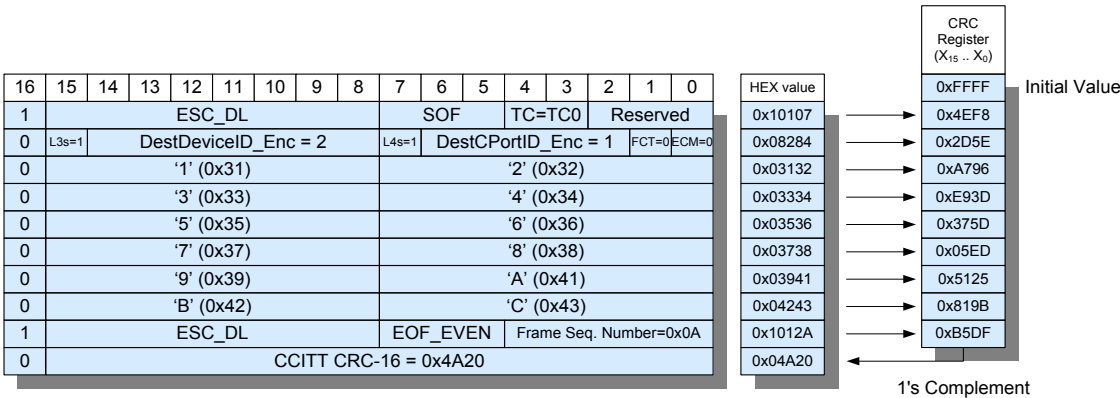 CRC
Register
(X15 .. X0)
16 15 14 13 12 11 10 9 8 7 6 5 4 3 2 1 0 HEX value 0xFFFF Initial Value
1 ESC_DL SOF TC=TC0 Reserved 0x10107 0x4EF8
0 L3s=1 DestDeviceID_Enc = 2 L4s=1 DestCPortID_Enc = 1 FCT=0 ECM=0 0x08284 0x2D5E
0 ‘1’ (0x31) ‘2’ (0x32) 0x03132 0xA796
0 ‘3’ (0x33) ‘4’ (0x34) 0x03334 0xE93D
0 ‘5’ (0x35) ‘6’ (0x36) 0x03536 0x375D
0 ‘7’ (0x37) ‘8’ (0x38) 0x03738 0x05ED
0 ‘9’ (0x39) ‘A’ (0x41) 0x03941 0x5125
0 ‘B’ (0x42) ‘C’ (0x43) 0x04243 0x819B
1 ESC_DL EOF_EVEN Frame Seq. Number=0x0A 0x1012A 0xB5DF
0 CCITT CRC-16 = 0x4A20 0x04A20
1's Complement